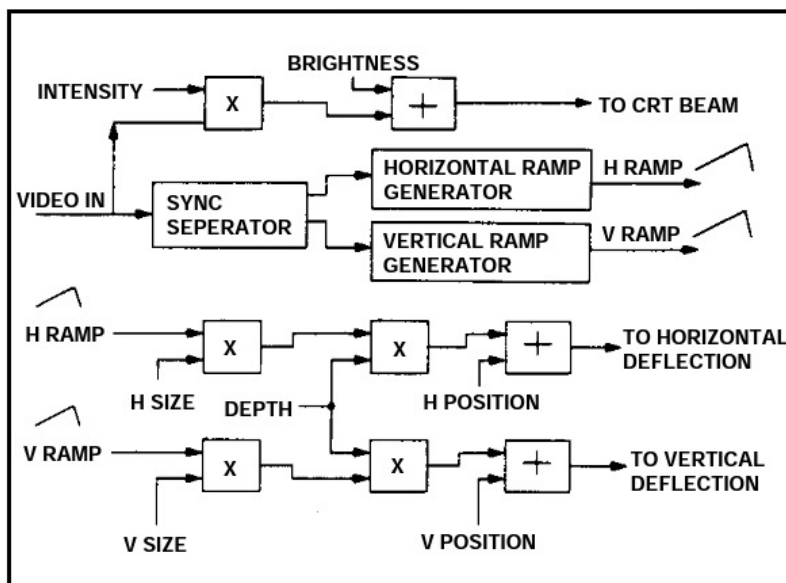 BRIGHTNESS
INTENSITY
X
+
TO CRT BEAM
HORIZONTAL RAMP
GENERATOR
H RAMP
VIDEO IN
SYNC
SEPERATOR
VERTICAL RAMP
GENERATOR
V RAMP
H RAMP
X
X
+
TO HORIZONTAL
DEFLECTION
H SIZE
DEPTH
H POSITION
V RAMP
X
X
+
TO VERTICAL
DEFLECTION
V SIZE
V POSITION